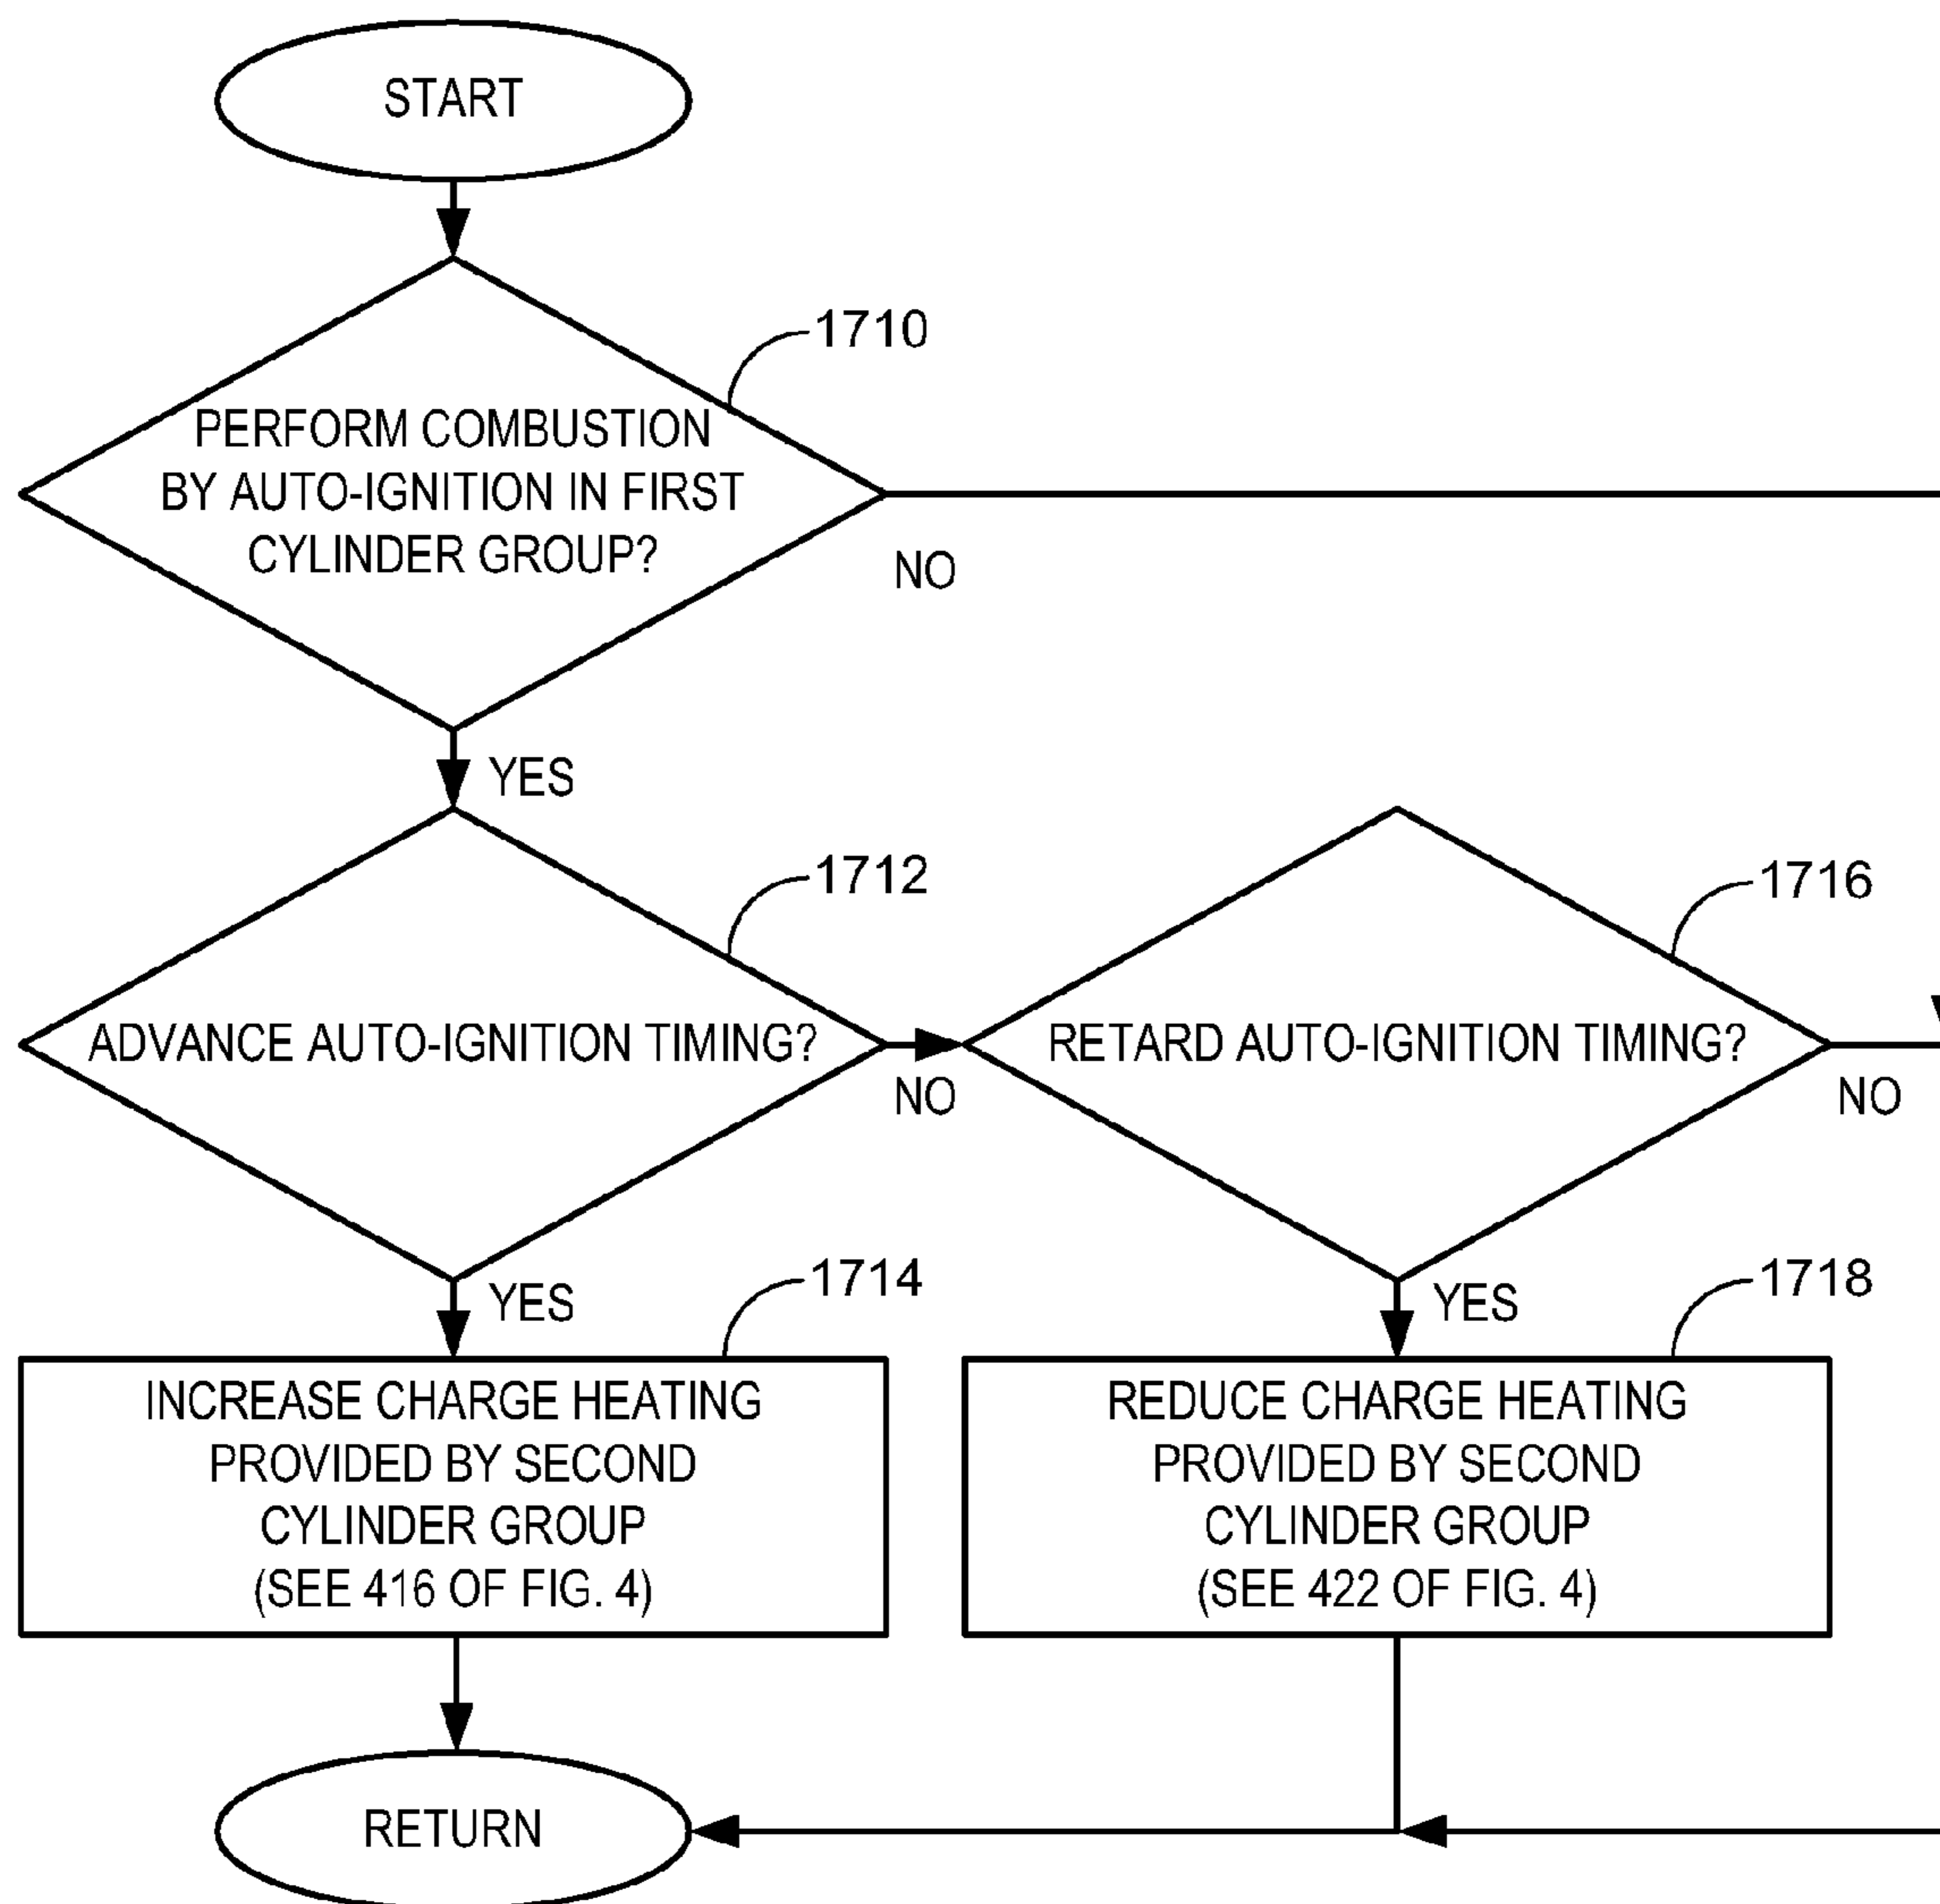 START
1710
PERFORM COMBUSTION
BY AUTO-IGNITION IN FIRST
CYLINDER GROUP?
NO
YES
1712
ADVANCE AUTO-IGNITION TIMING?
NO
1716
RETARD AUTO-IGNITION TIMING?
NO
YES
1714
INCREASE CHARGE HEATING
PROVIDED BY SECOND
CYLINDER GROUP
(SEE 416 OF FIG. 4)
YES
1718
REDUCE CHARGE HEATING
PROVIDED BY SECOND
CYLINDER GROUP
(SEE 422 OF FIG. 4)
RETURN